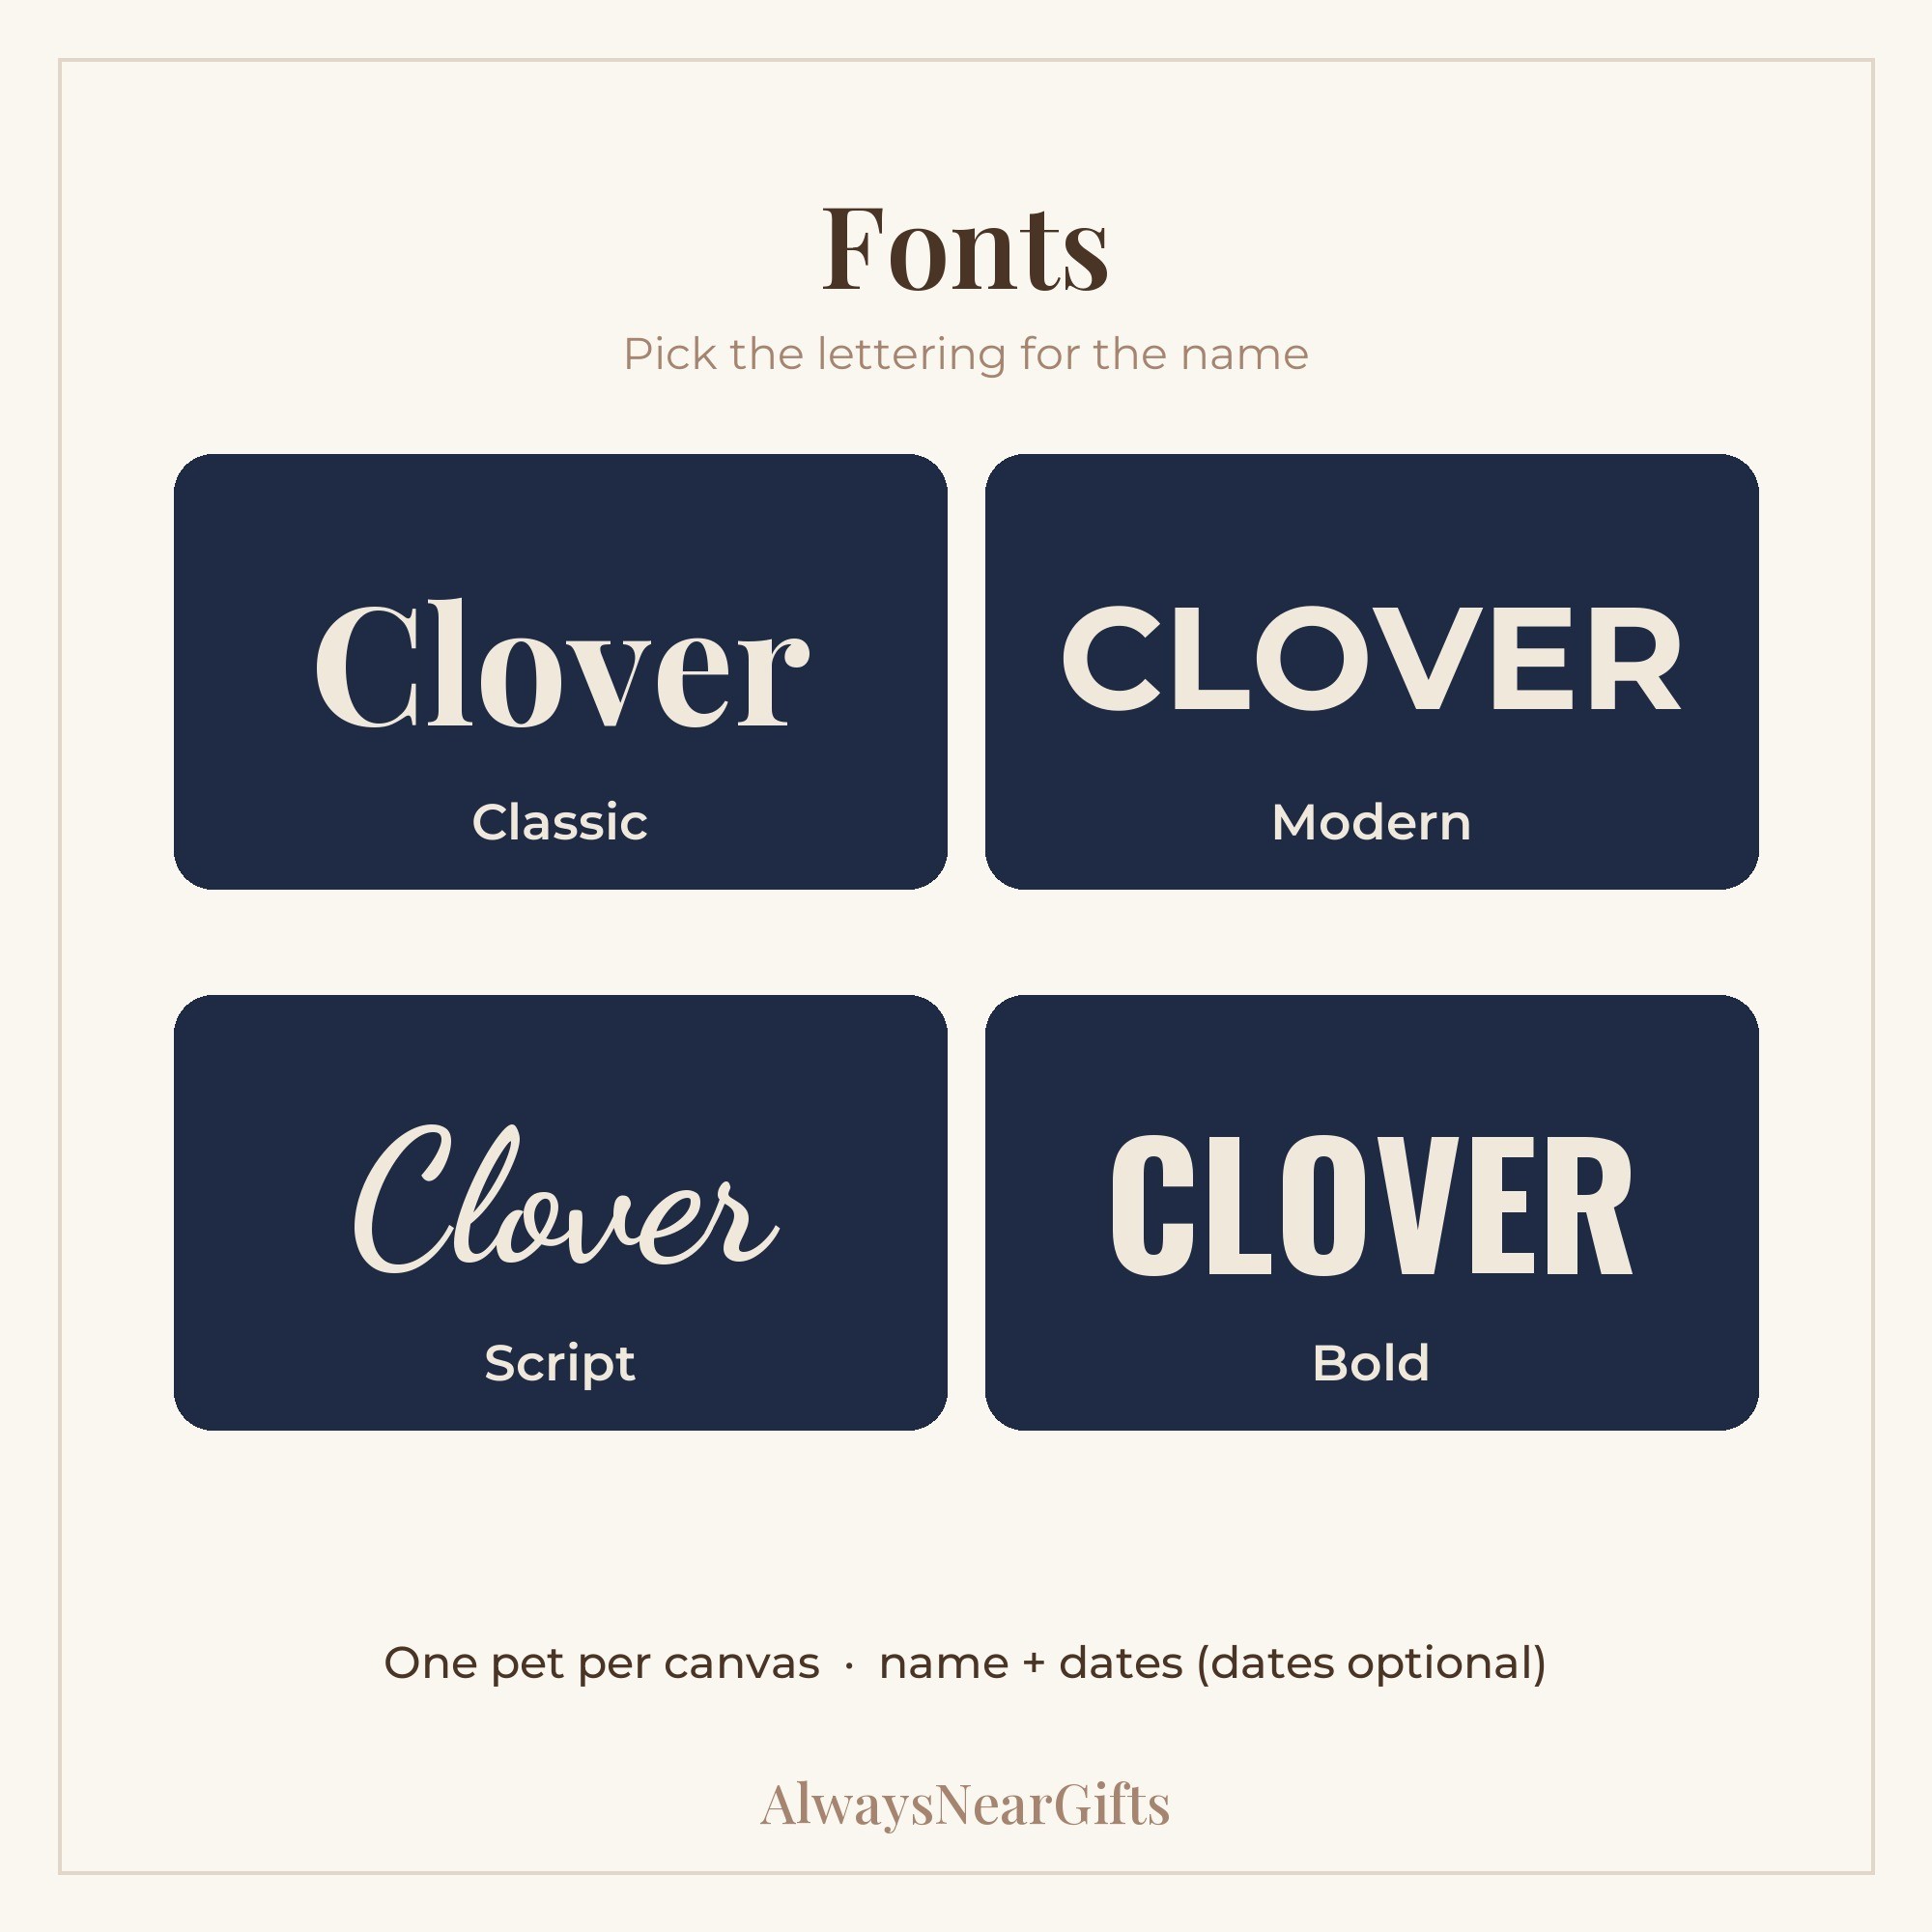 Fonts
Pick the lettering for the name
Clover
CLOVER
Classic
Modern
Clover
CLOVER
Script
Bold
One pet per canvas · name + dates (dates optional)
AlwaysNearGifts